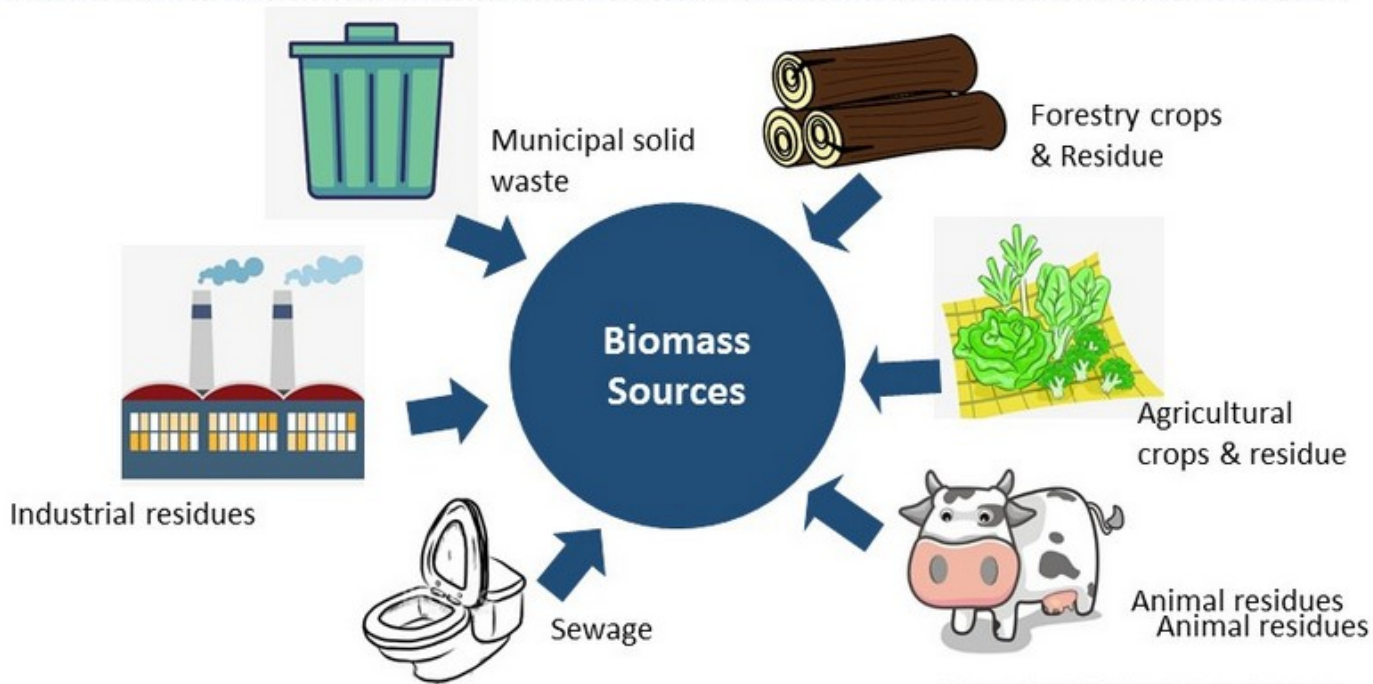 Municipal solid
waste
Forestry crops
& Residue
Biomass
Sources
Agricultural
crops & residue
Industrial residues
Sewage
Animal residues
Animal residues